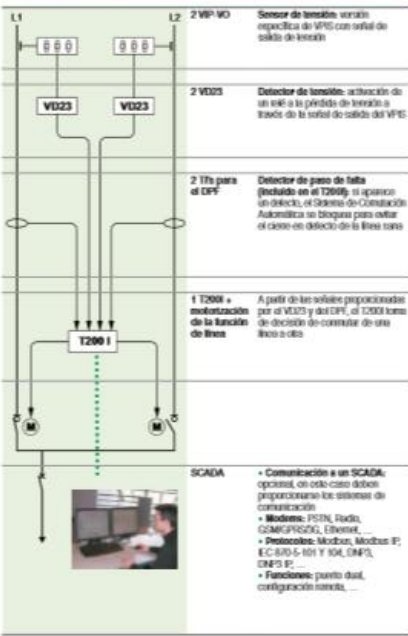 L1
L2
2 VIP-VO
Sensor de tensión: versión
específica de VPIS con señal de
salida de tensión
VD23
VD23
2 VD23
Detector de tensión: activación de
un relé a la pérdida de tensión a
través de la señal de salida del VPIS
2 TTs para
el DPF
Detector de paso de falta
(incluido en el T200I): si aparece
un defecto, el Sistema de Conmutación
Automática se bloquea para evitar
el cierre en defecto de la línea sana
T200 I
1 T200I +
motorización
de la función
de línea
A partir de las señales proporcionadas
por el VD23 y del DPF, el T200I toma
de decisión de conmutar de una
línea a otra
M
M
SCADA
• Comunicación a un SCADA:
opcional, en este caso deben
proporcionarse los sistemas de
comunicación
• Modems: PSTN, Radio,
GSM/GPRS/3G, Ethernet, ...
• Protocolos: Modbus, Modbus IP,
IEC 870-5-101 Y 104, DNP3,
DNP3 IP, ...
• Funciones: puerto dual,
configuración remota, ...